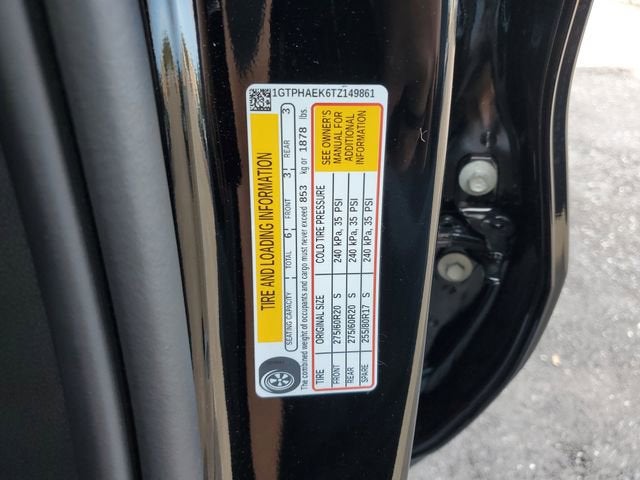 1GTPHAEK6TZ149861
TIRE AND LOADING INFORMATION
SEATING CAPACITY TOTAL 6 FRONT 3 REAR 3
The combined weight of occupants and cargo must never exceed 853 kg or 1878 lbs.
TIRE ORIGINAL SIZE COLD TIRE PRESSURE
FRONT 275/60R20 S 240 kPa, 35 PSI
REAR 275/60R20 S 240 kPa, 35 PSI
SPARE 255/80R17 S 240 kPa, 35 PSI
SEE OWNER'S
MANUAL FOR
ADDITIONAL
INFORMATION